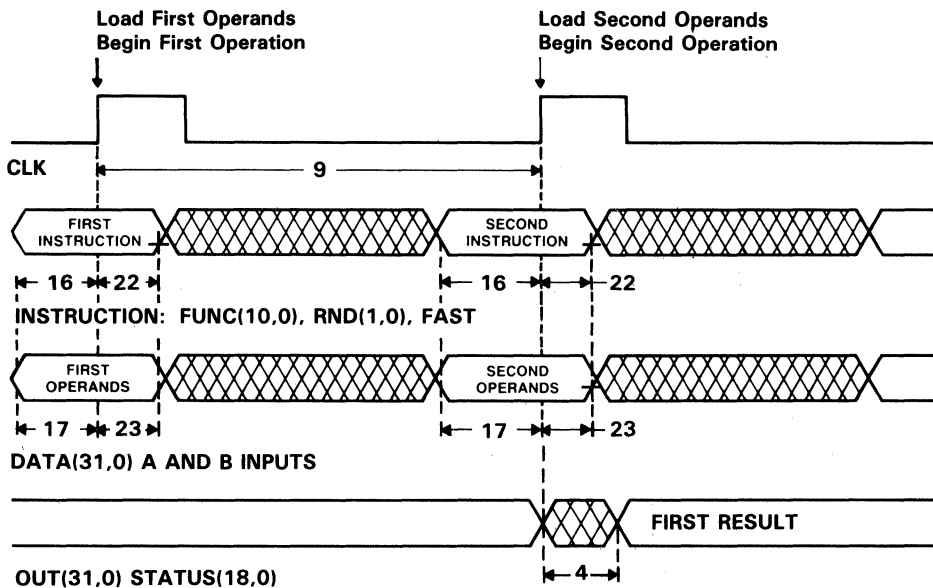 Load First Operands
Begin First Operation
Load Second Operands
Begin Second Operation
CLK
9
FIRST
INSTRUCTION
SECOND
INSTRUCTION
16
22
16
22
INSTRUCTION: FUNC(10,0), RND(1,0), FAST
FIRST
OPERANDS
SECOND
OPERANDS
17
23
17
23
DATA(31,0) A AND B INPUTS
FIRST RESULT
4
OUT(31,0) STATUS(18,0)